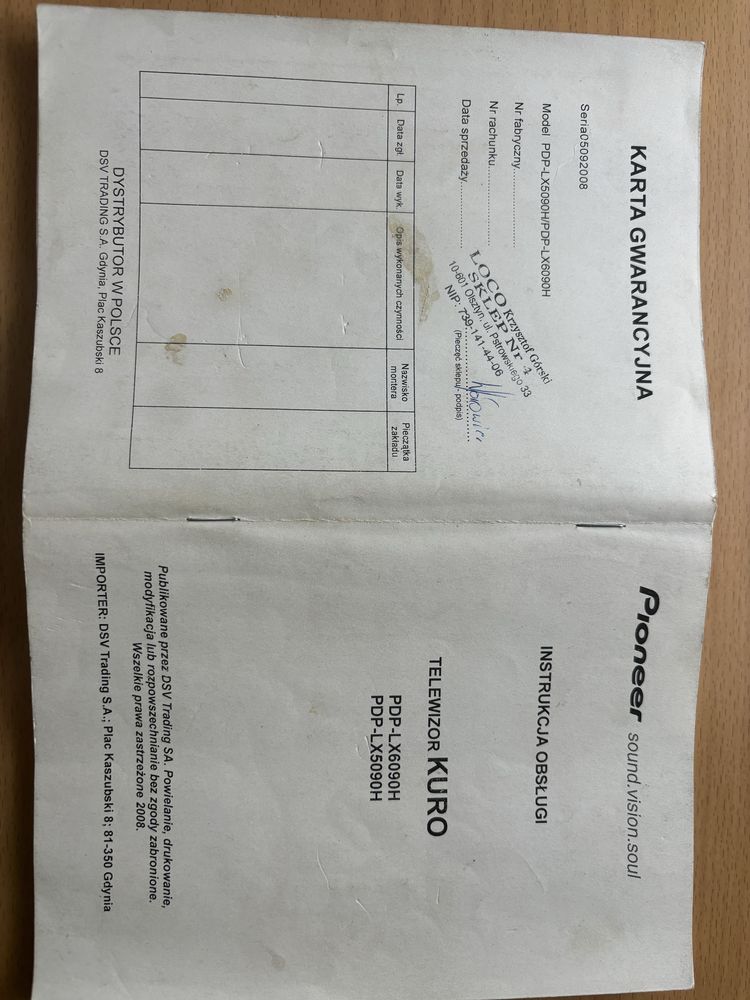 KARTA GWARANCYJNA
Seria05092008
Model PDP-LX5090H/PDP-LX6090H
Nr fabryczny
Nr rachunku
Data sprzedaży
LOCO Krzysztof Górski
SKLEP Nr 4
10-601 Olsztyn, ul. Pstrowskiego 33
NIP: 739-141-44-06
(Pieczęć sklepu - podpis)
Lp. Data zgł. Data wyk. Opis wykonanych czynności Nazwisko montera Pieczątka zakładu
DYSTRYBUTOR W POLSCE
DSV TRADING S.A. Gdynia, Plac Kaszubski 8
Pioneer sound.vision.soul
INSTRUKCJA OBSŁUGI
TELEWIZOR KURO
PDP-LX6090H
PDP-LX5090H
Publikowane przez DSV Trading SA. Powielanie, drukowanie,
modyfikacja lub rozpowszechnianie bez zgody zabronione.
Wszelkie prawa zastrzeżone 2008.
IMPORTER: DSV Trading S.A.; Plac Kaszubski 8; 81-350 Gdynia